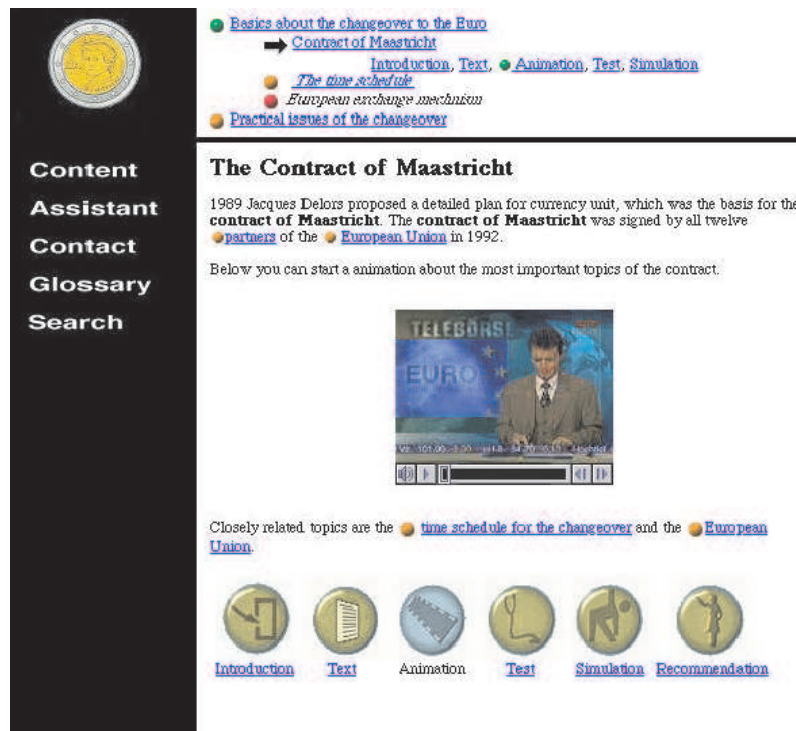 Basics about the changeover to the Euro
Contract of Maastricht
Introduction, Text, Animation, Test, Simulation
The time schedule
European exchange mechnism
Practical issues of the changeover
Content
Assistant
Contact
Glossary
Search
The Contract of Maastricht
1989 Jacques Delors proposed a detailed plan for currency unit, which was the basis for the
contract of Maastricht. The contract of Maastricht was signed by all twelve
partners of the European Union in 1992.
Below you can start a animation about the most important topics of the contract.
TELEBÖRSE
EURO
Closely related topics are the time schedule for the changeover and the European
Union.
Introduction Text Animation Test Simulation Recommendation